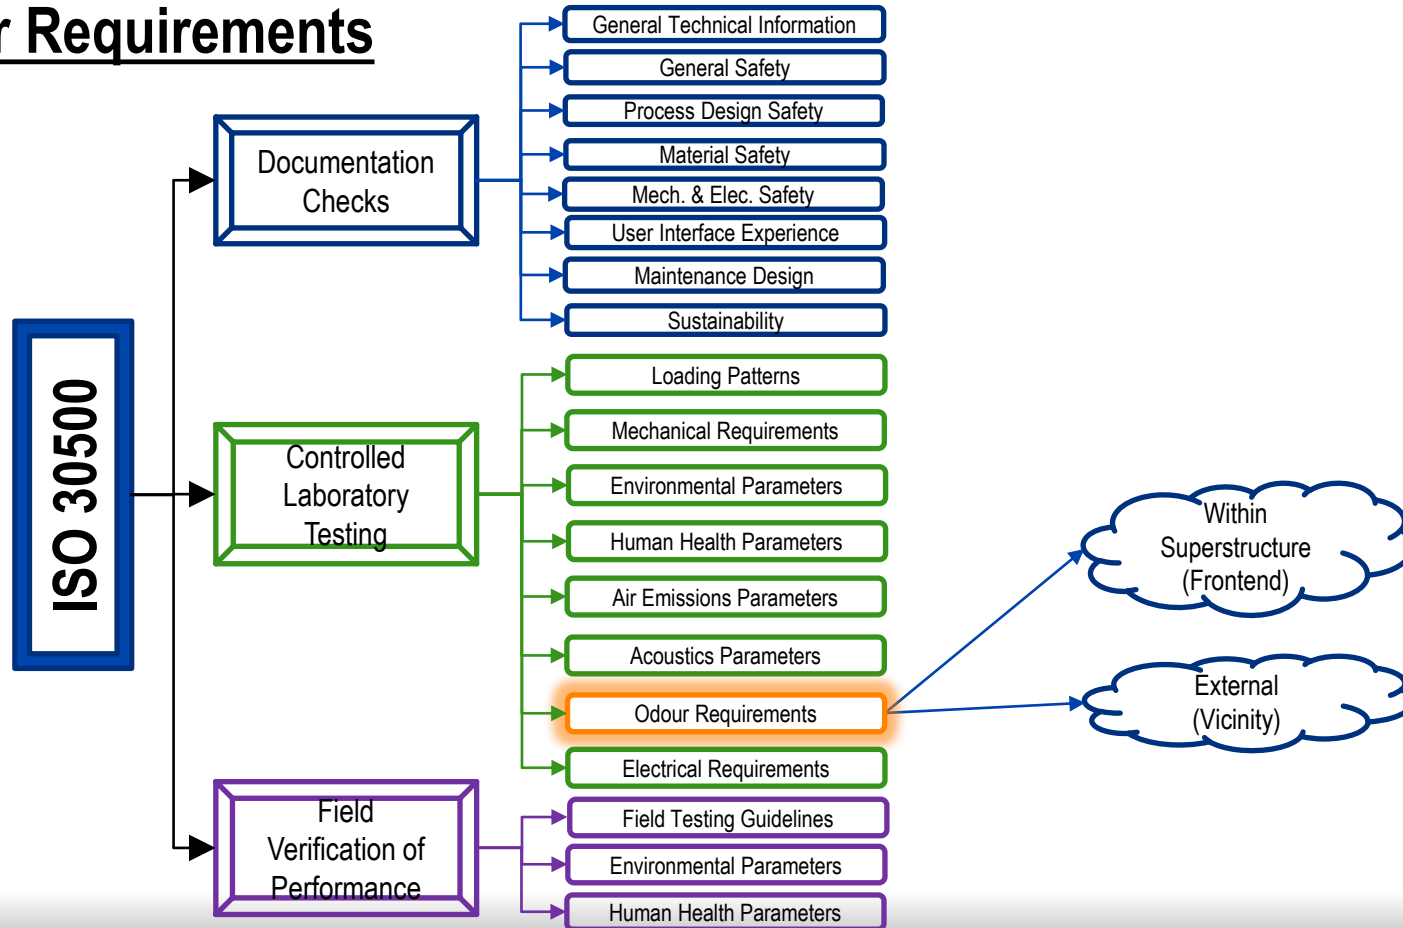 r Requirements
ISO 30500
Documentation
Checks
General Technical Information
General Safety
Process Design Safety
Material Safety
Mech. & Elec. Safety
User Interface Experience
Maintenance Design
Sustainability
Controlled
Laboratory
Testing
Loading Patterns
Mechanical Requirements
Environmental Parameters
Human Health Parameters
Air Emissions Parameters
Acoustics Parameters
Odour Requirements
Electrical Requirements
Within
Superstructure
(Frontend)
External
(Vicinity)
Field
Verification of
Performance
Field Testing Guidelines
Environmental Parameters
Human Health Parameters